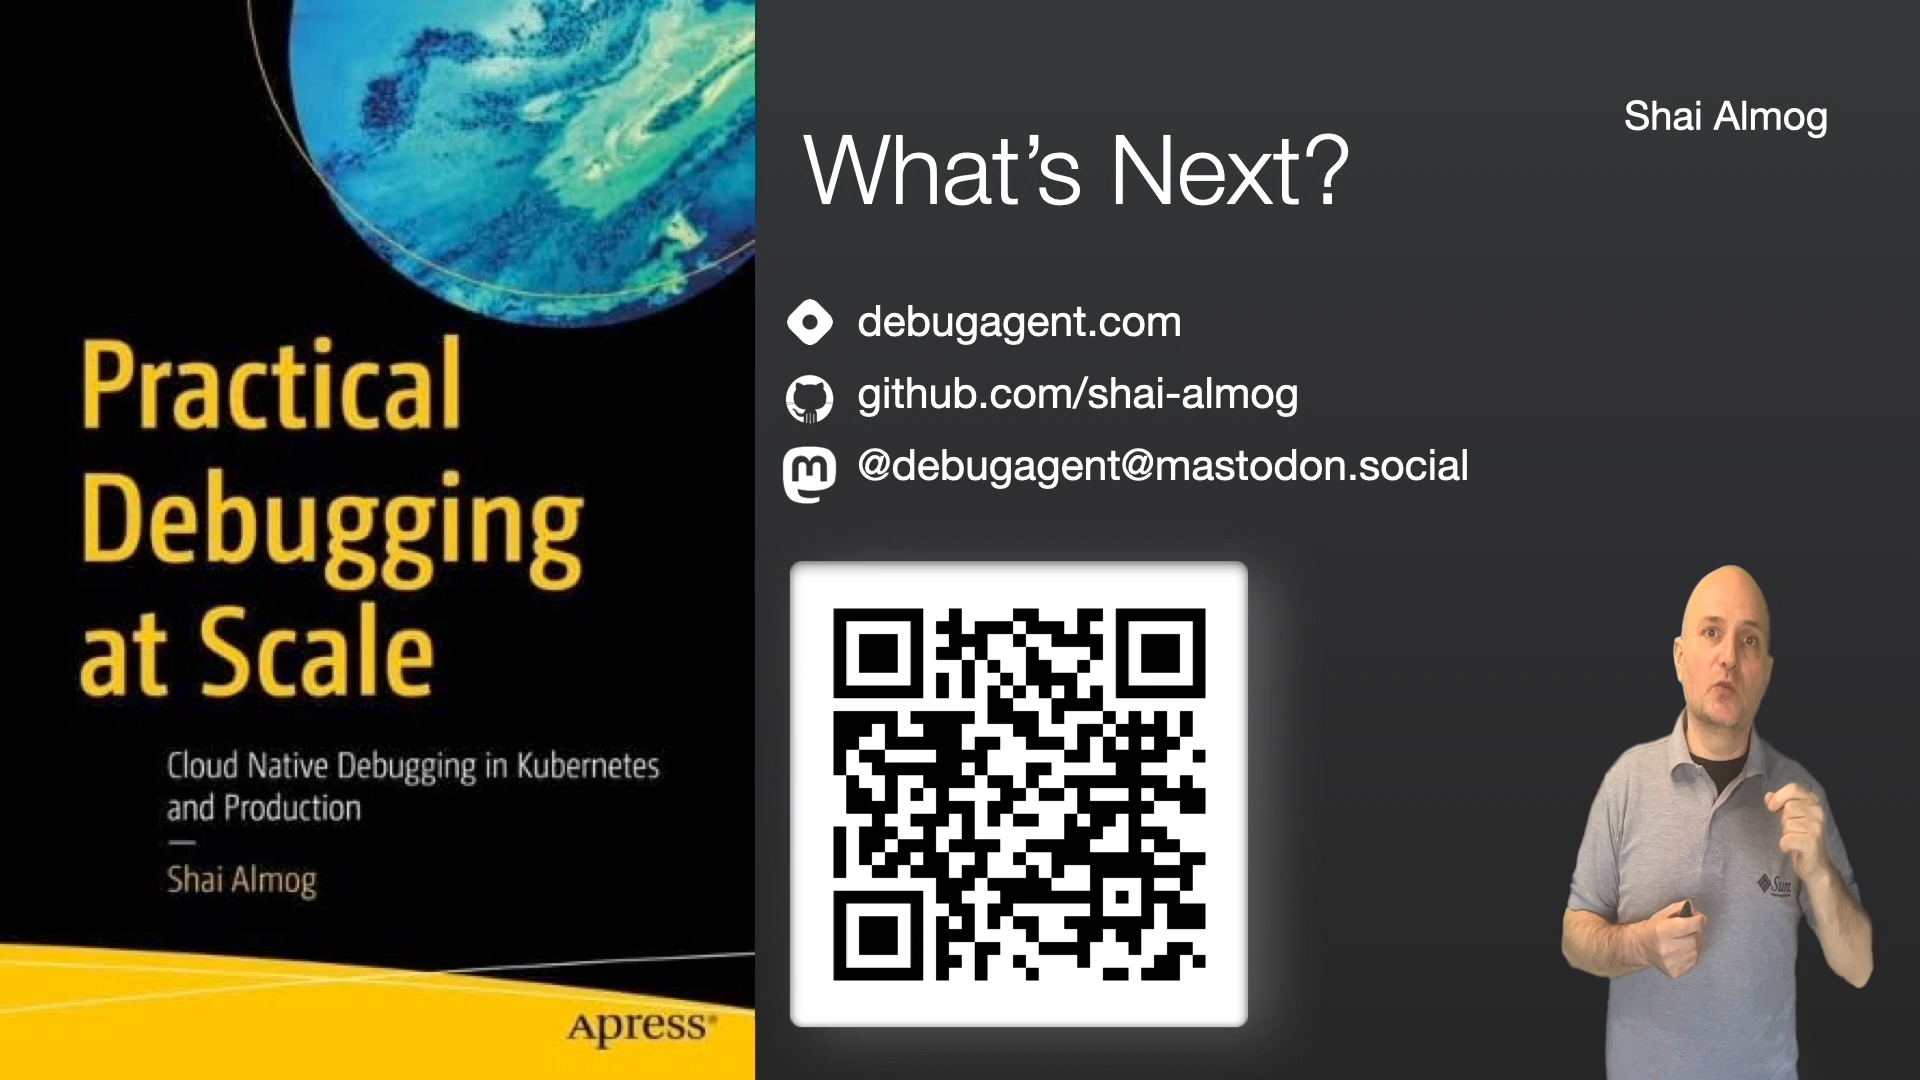 Practical
Debugging
at Scale
Cloud Native Debugging in Kubernetes
and Production
Shai Almog
Apress®
Shai Almog
What’s Next?
debugagent.com
github.com/shai-almog
@debugagent@mastodon.social
Sun